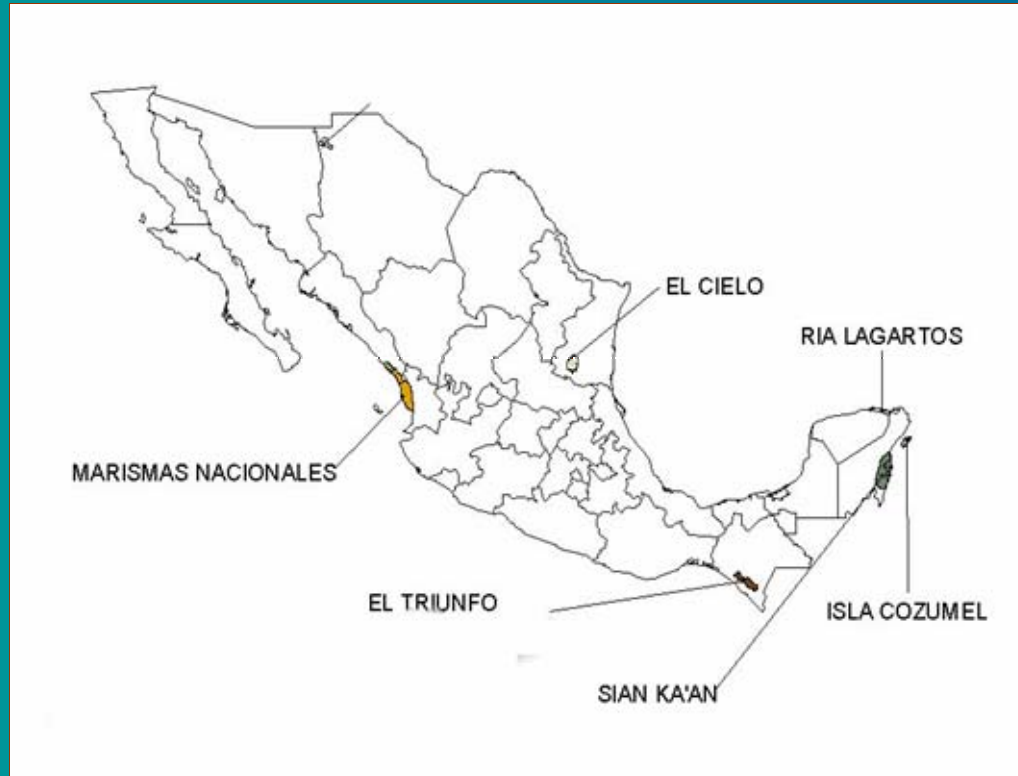 EL CIELO
RIA LAGARTOS
MARISMAS NACIONALES
EL TRIUNFO
ISLA COZUMEL
SIAN KA'AN